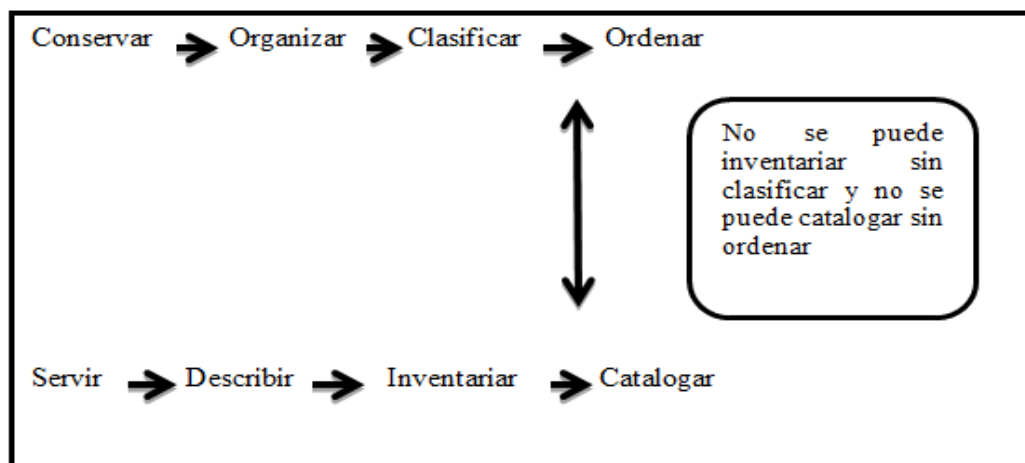 Conservar Organizar Clasificar Ordenar
No se puede
inventariar sin
clasificar y no se
puede catalogar sin
ordenar
Servir Describir Inventariar Catalogar